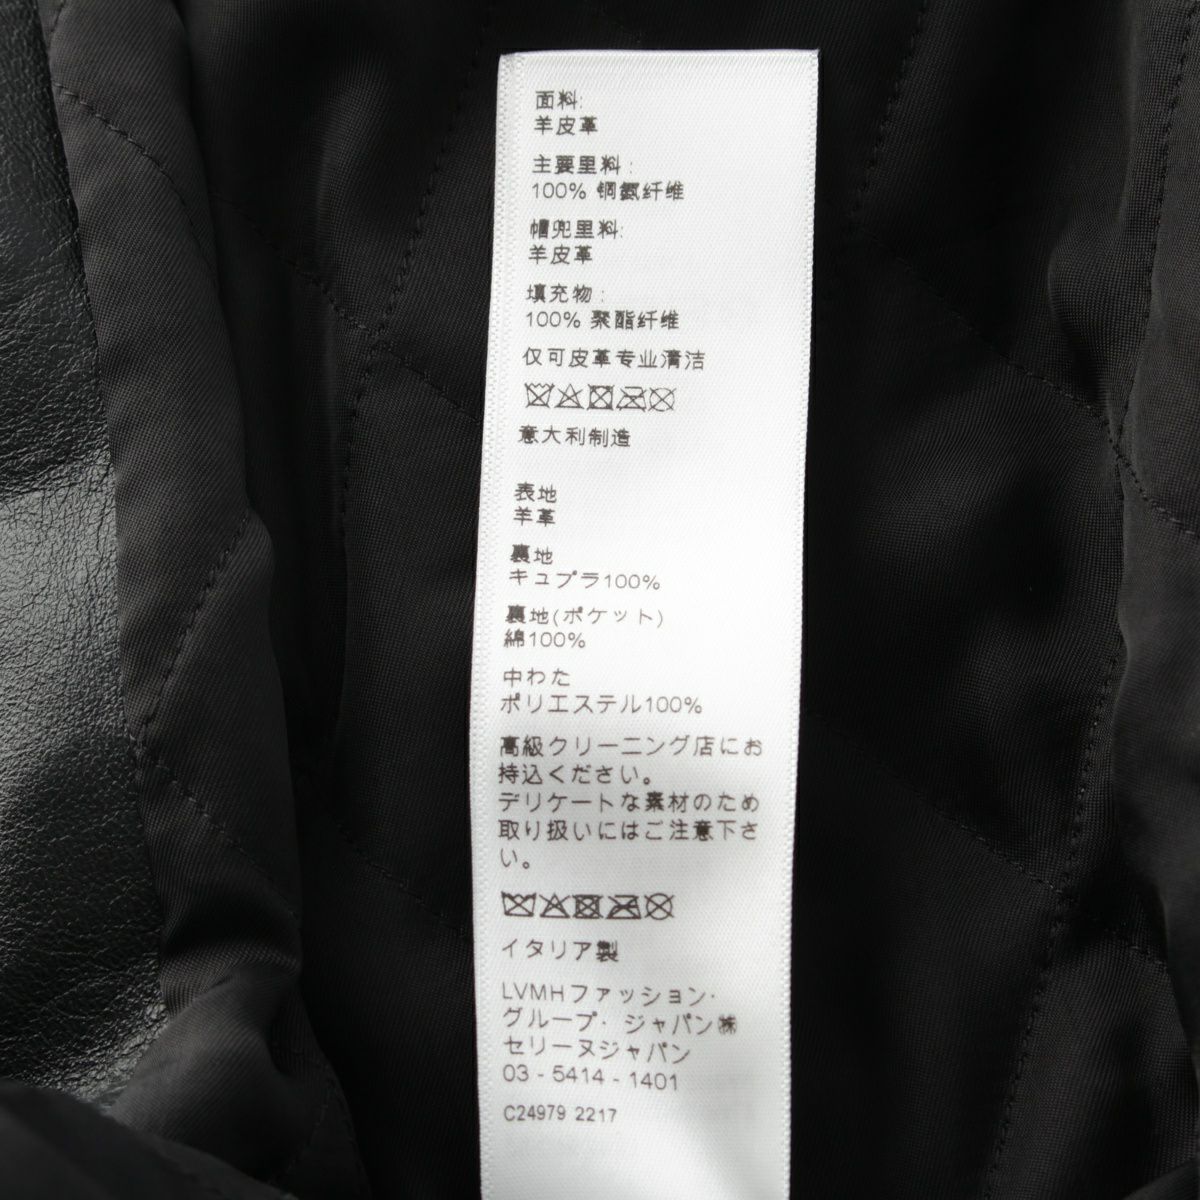 面料:
羊皮革
主要里料:
100% 铜氨纤维
帽兜里料:
羊皮革
填充物:
100% 聚酯纤维
仅可皮革专业清洁
意大利制造
表地
羊革
裏地
キュプラ100%
裏地(ポケット)
綿100%
中わた
ポリエステル100%
高級クリーニング店にお
持込ください。
デリケートな素材のため
取り扱いにはご注意下さ
い。
イタリア製
LVMHファッション・
グループ・ジャパン㈱
セリーヌジャパン
03 - 5414 - 1401
C24979 2217